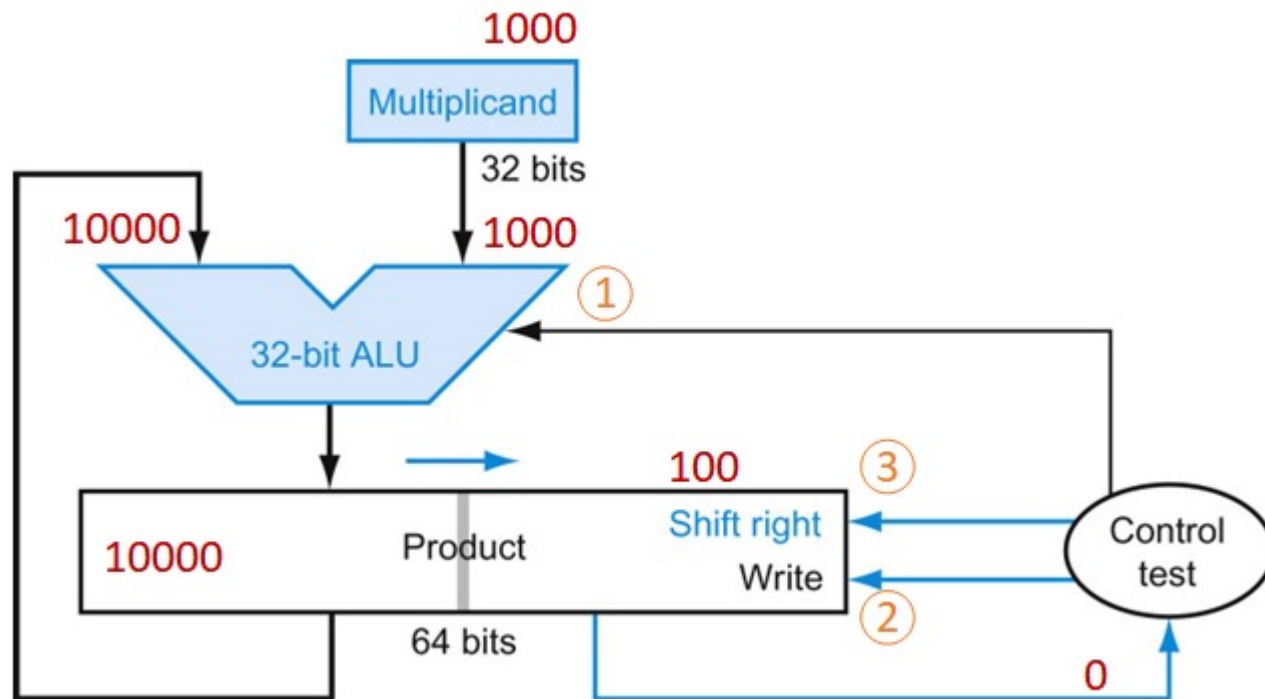 1000
Multiplicand
32 bits
10000
1000
1
32-bit ALU
100
3
Shift right
Control
test
10000
Product
Write
2
64 bits
0